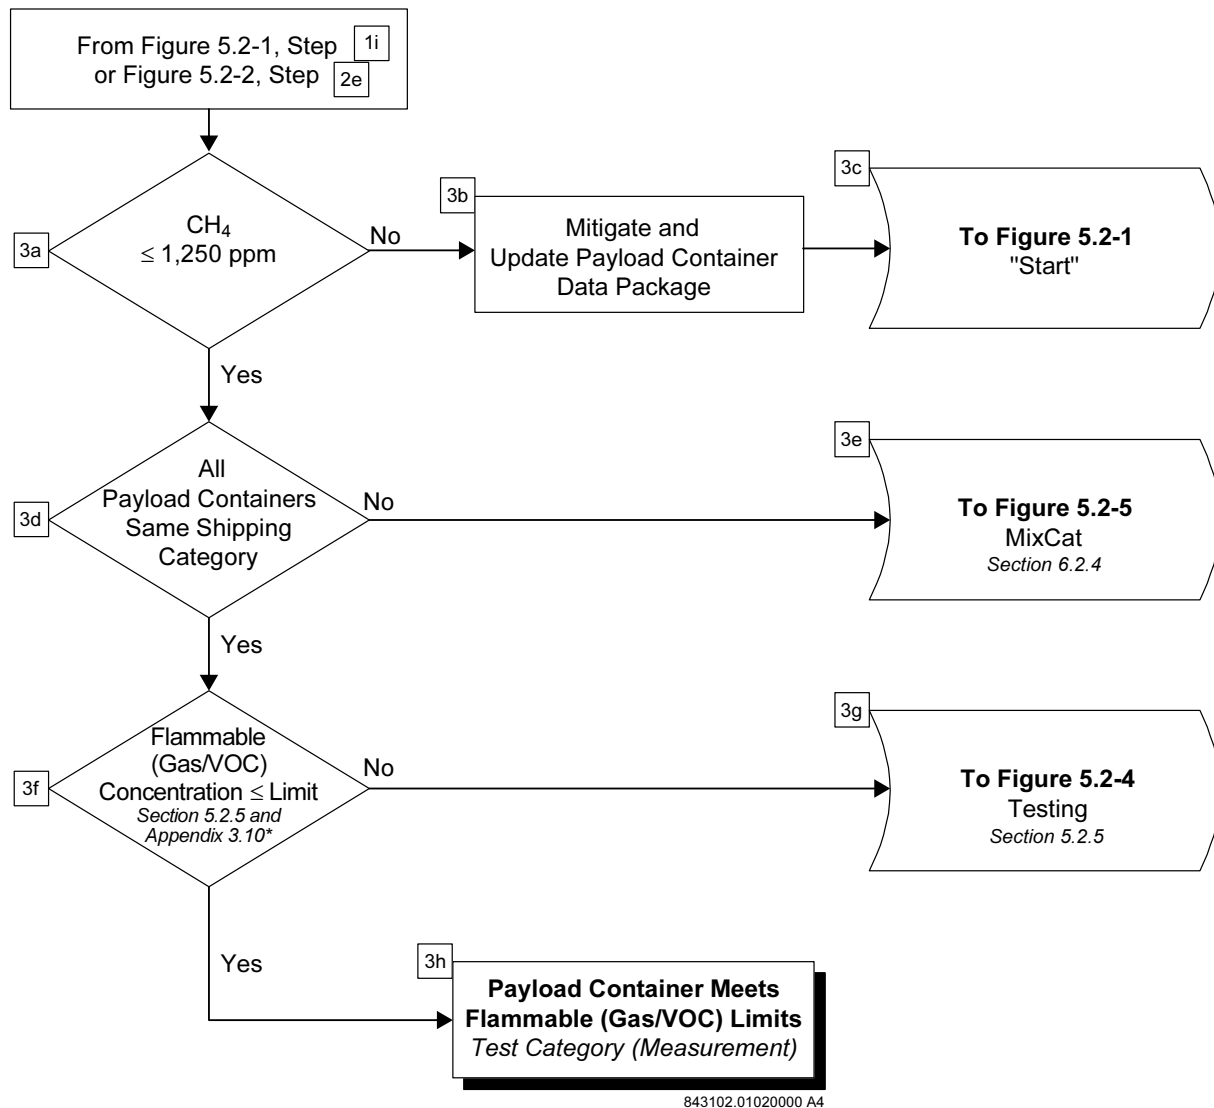 From Figure 5.2-1, Step 1i
or Figure 5.2-2, Step 2e
3a
CH4
≤ 1,250 ppm
No
3b
Mitigate and
Update Payload Container
Data Package
3c
To Figure 5.2-1
"Start"
Yes
3d
All
Payload Containers
Same Shipping
Category
No
3e
To Figure 5.2-5
MixCat
Section 6.2.4
Yes
3f
Flammable
(Gas/VOC)
Concentration ≤ Limit
Section 5.2.5 and
Appendix 3.10*
No
3g
To Figure 5.2-4
Testing
Section 5.2.5
Yes
3h
Payload Container Meets
Flammable (Gas/VOC) Limits
Test Category (Measurement)
843102.01020000 A4